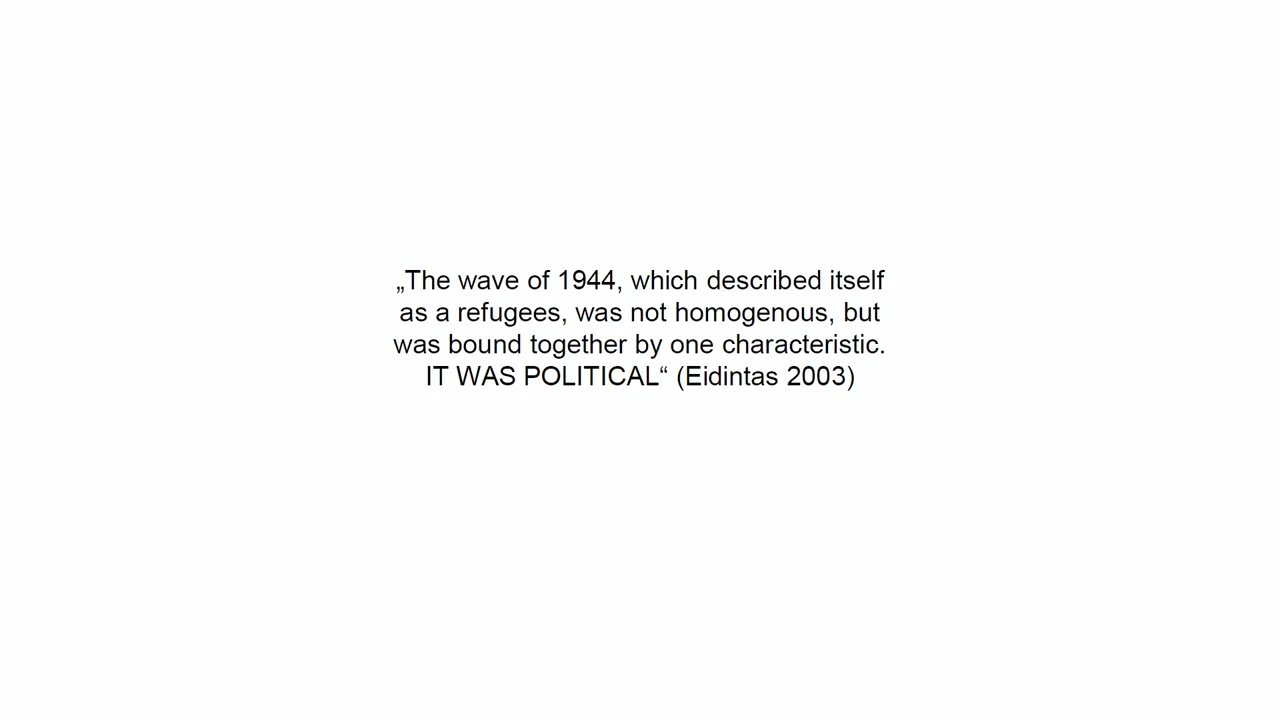 „The wave of 1944, which described itself
as a refugees, was not homogenous, but
was bound together by one characteristic.
IT WAS POLITICAL“ (Eidintas 2003)